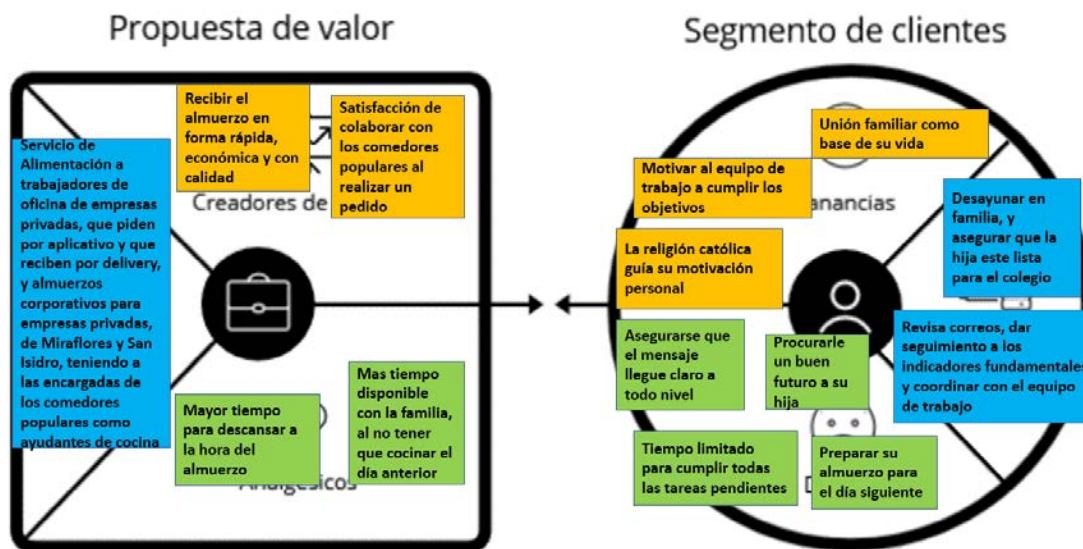 Propuesta de valor
Segmento de clientes
Recibir el
almuerzo en
forma rápida,
económica y con
calidad
Satisfacción de
colaborar con
los comedores
populares al
realizar un
pedido
Creadores de
Servicio de
Alimentación a
trabajadores de
oficina de empresas
privadas, que piden
por aplicativo y que
reciben por delivery,
y almuerzos
corporativos para
empresas privadas,
de Miraflores y San
Isidro, teniendo a
las encargadas de
los comedores
populares como
ayudantes de cocina
Mayor tiempo
para descansar a
la hora del
almuerzo
Mas tiempo
disponible
con la familia,
al no tener
que cocinar el
día anterior
Analgésicos
Unión familiar como
base de su vida
Motivar al equipo de
trabajo a cumplir los
objetivos
anancias
La religión católica
guía su motivación
personal
Desayunar en
familia, y
asegurar que la
hija este lista
para el colegio
Revisa correos, dar
seguimiento a los
indicadores fundamentales
y coordinar con el equipo
de trabajo
Asegurarse que
el mensaje
llegue claro a
todo nivel
Procurarle
un buen
futuro a su
hija
Tiempo limitado
para cumplir todas
las tareas pendientes
Preparar su
almuerzo para
el día siguiente